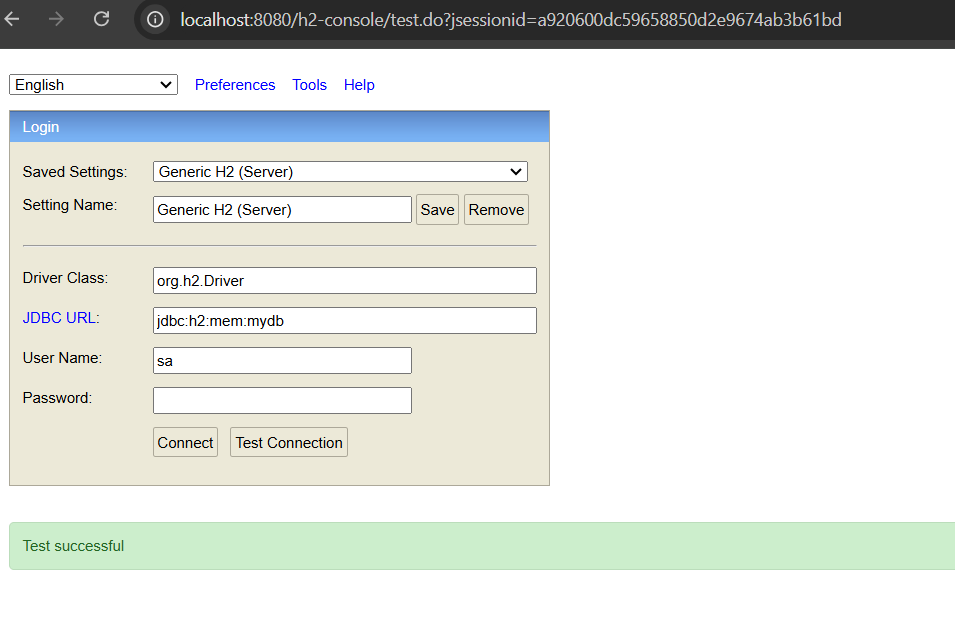 localhost:8080/h2-console/test.do?jsessionid=a920600dc59658850d2e9674ab3b61bd
English Preferences Tools Help
Login
Saved Settings: Generic H2 (Server)
Setting Name: Generic H2 (Server) Save Remove
Driver Class: org.h2.Driver
JDBC URL: jdbc:h2:mem:mydb
User Name: sa
Password:
Connect Test Connection
Test successful